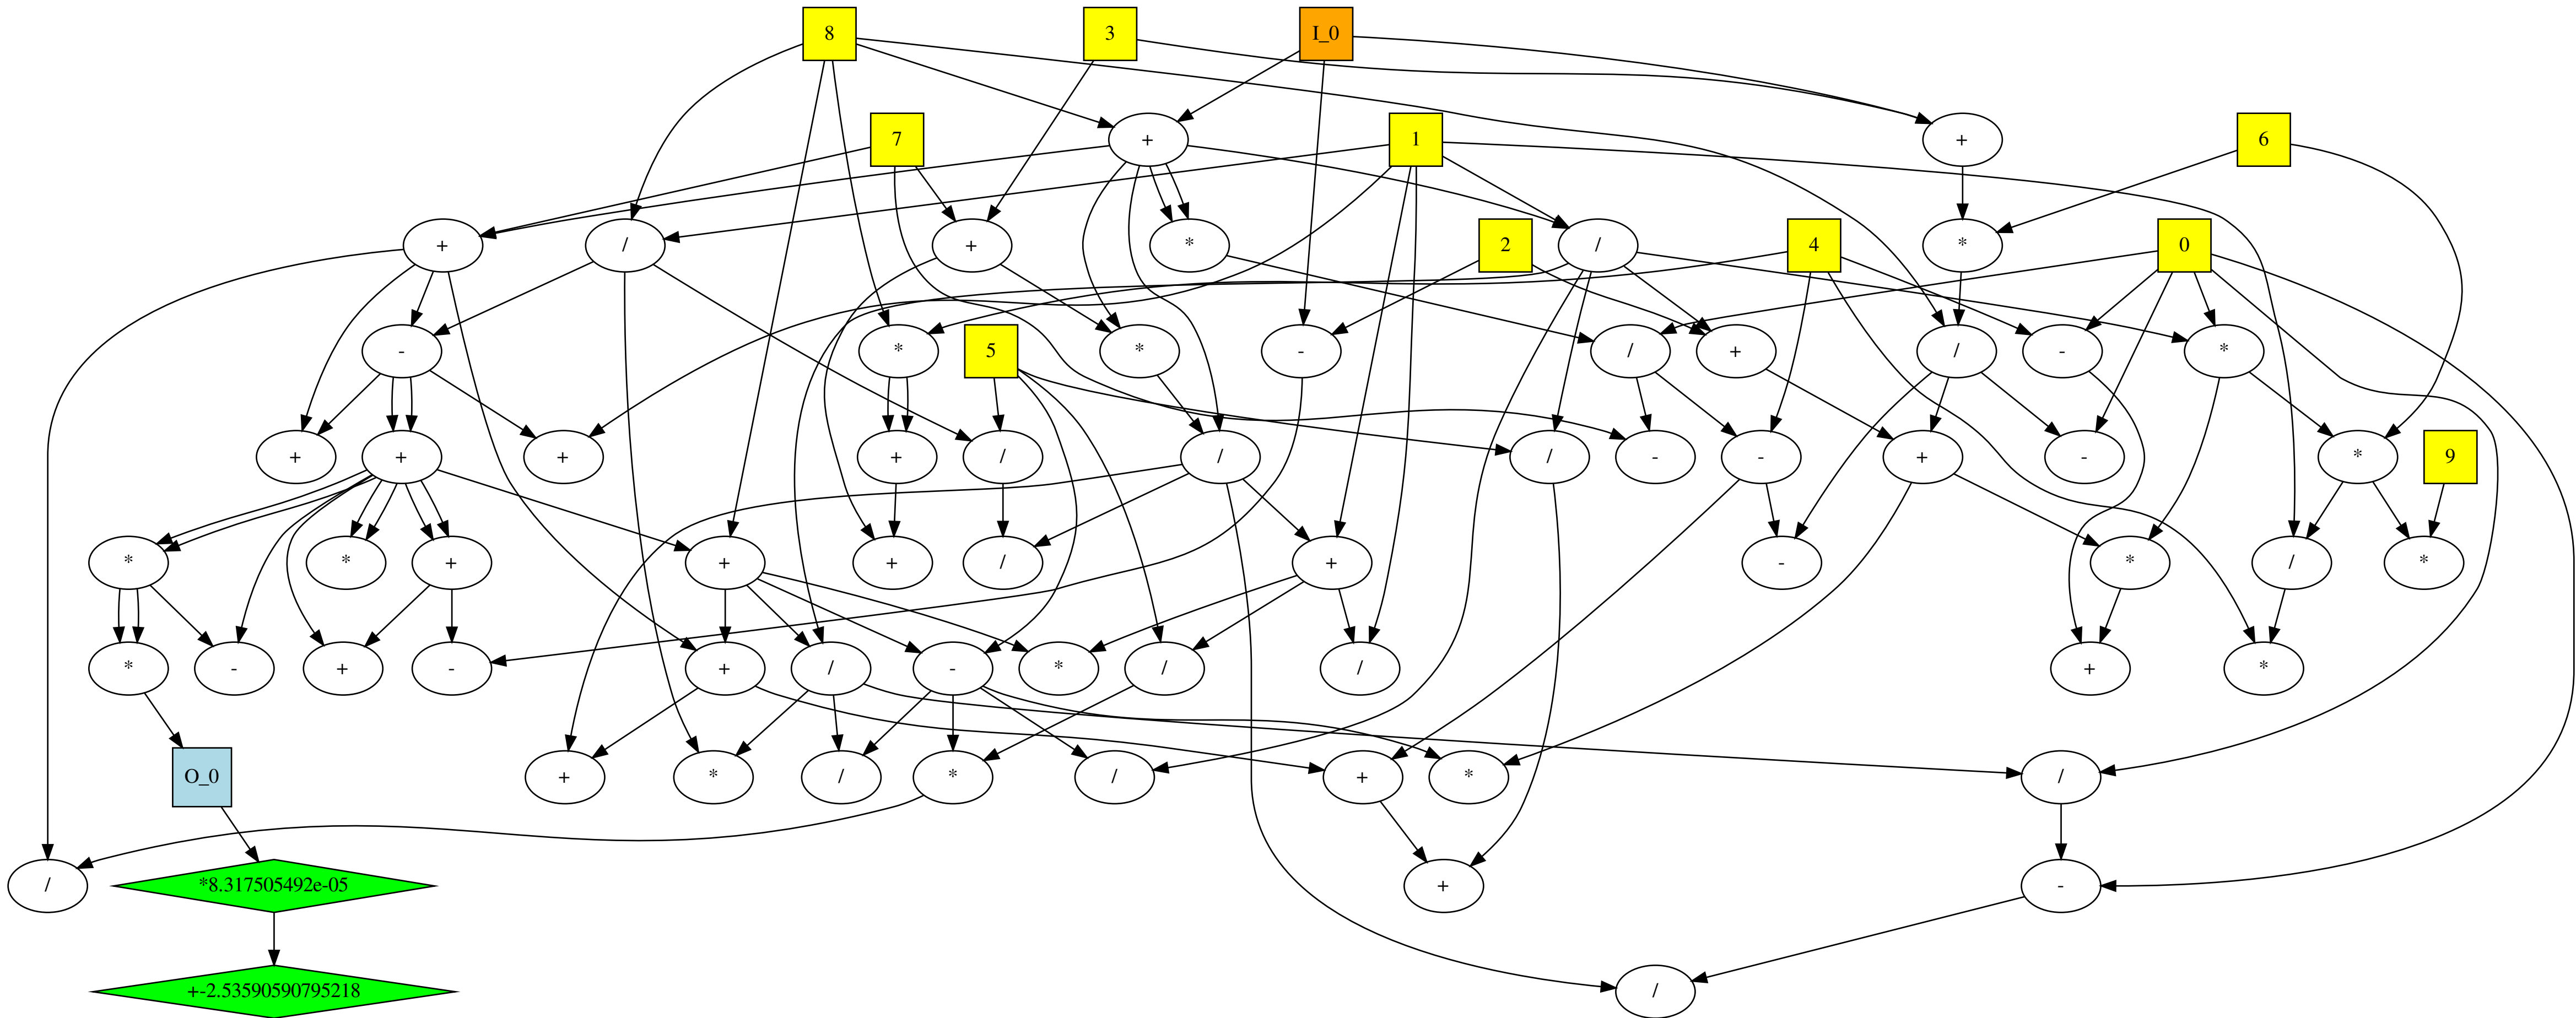 8 3 I_0
7 1 + + 6
+ / + * / 2 4 * 0
- * 5 * - / + / - *
+ + + + / / / - - + - * 9
* * + + + / + - * / *
* - + - + / - * / / + *
O_0 + * / * / + * /
/ *8.317505492e-05 + -
+-2.53590590795218 /